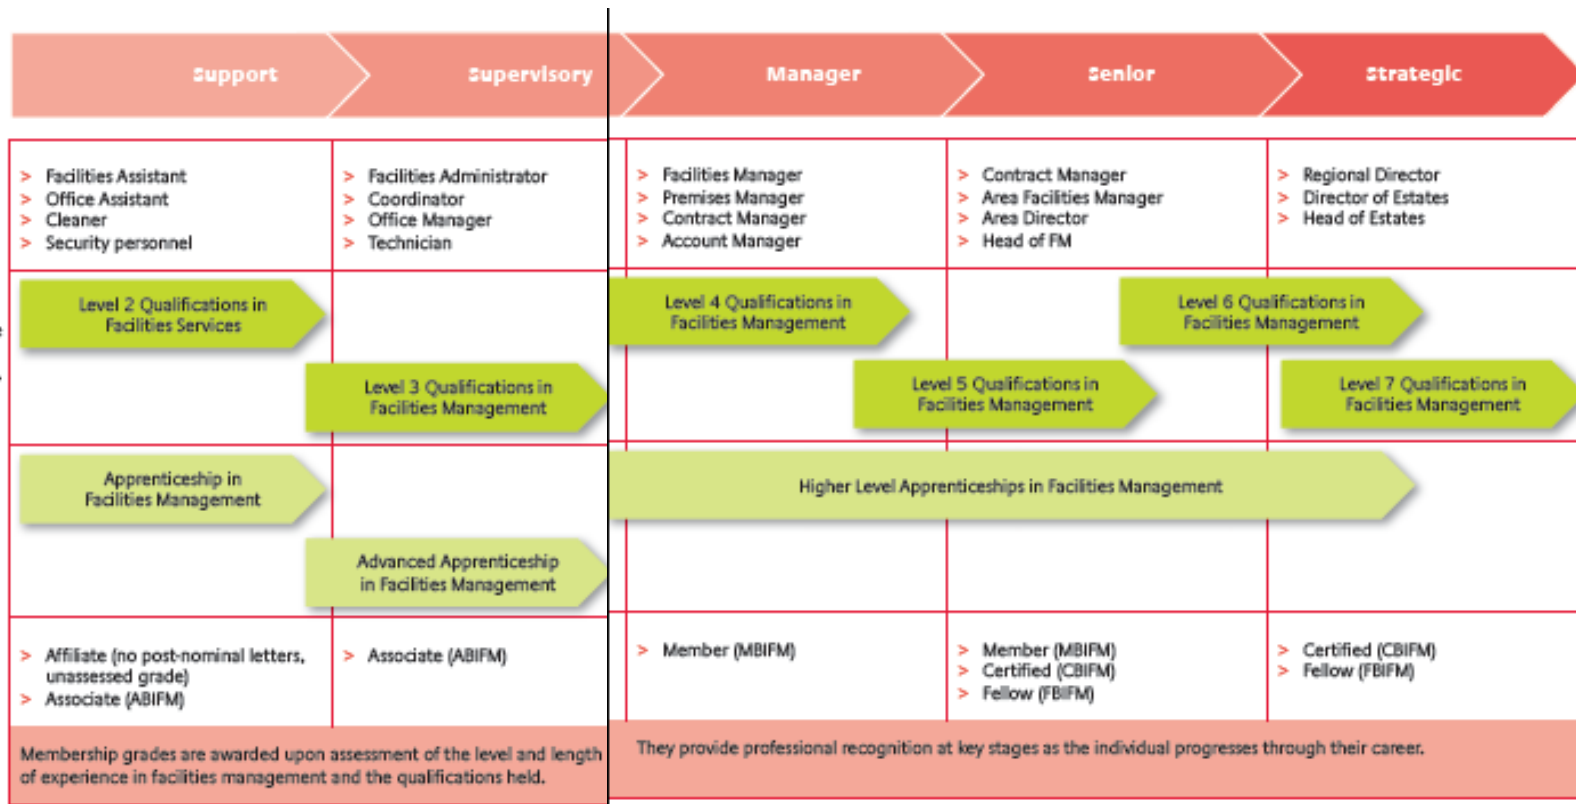 Support
Supervisory
Manager
Senior
Strategic
> Facilities Assistant
> Office Assistant
> Cleaner
> Security personnel
> Facilities Administrator
> Coordinator
> Office Manager
> Technician
> Facilities Manager
> Premises Manager
> Contract Manager
> Account Manager
> Contract Manager
> Area Facilities Manager
> Area Director
> Head of FM
> Regional Director
> Director of Estates
> Head of Estates
Level 2 Qualifications in
Facilities Services
Level 3 Qualifications in
Facilities Management
Level 4 Qualifications in
Facilities Management
Level 5 Qualifications in
Facilities Management
Level 6 Qualifications in
Facilities Management
Level 7 Qualifications in
Facilities Management
Apprenticeship in
Facilities Management
Advanced Apprenticeship
in Facilities Management
Higher Level Apprenticeships in Facilities Management
> Affiliate (no post-nominal letters,
unassessed grade)
> Associate (ABIFM)
> Associate (ABIFM)
> Member (MBIFM)
> Member (MBIFM)
> Certified (CBIFM)
> Fellow (FBIFM)
> Certified (CBIFM)
> Fellow (FBIFM)
Membership grades are awarded upon assessment of the level and length
of experience in facilities management and the qualifications held.
They provide professional recognition at key stages as the individual progresses through their career.